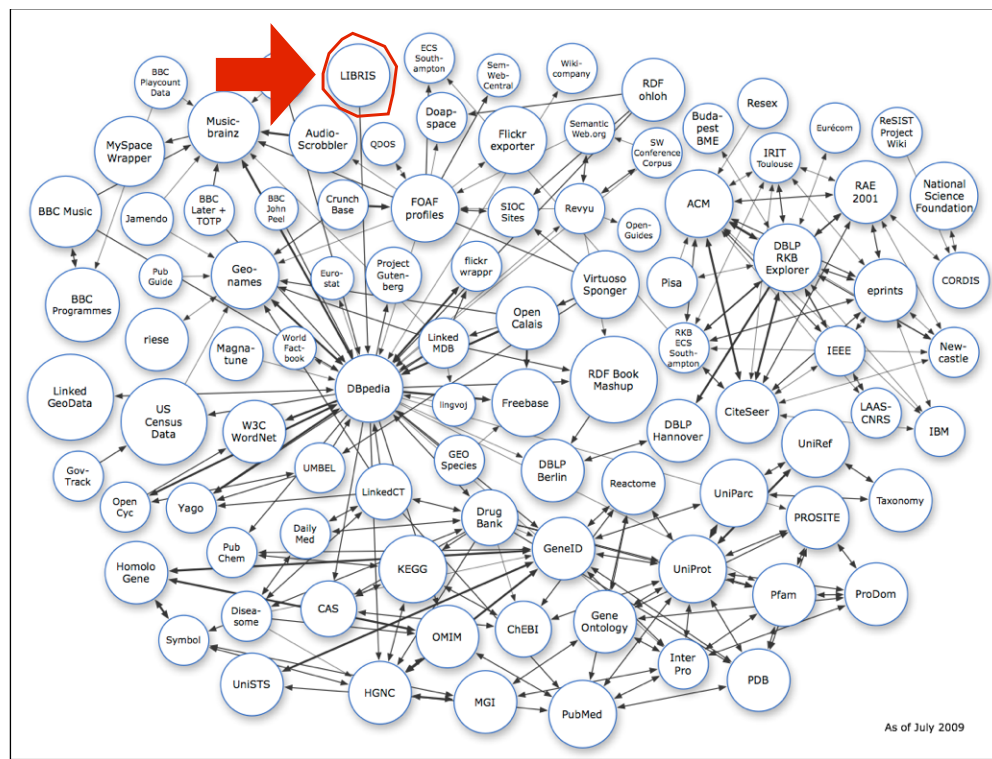 LIBRIS
ECS
South-
ampton
Sem-
Web-
Central
Wiki-
company
RDF
ohloh
BBC
Playcount
Data
Music-
brainz
Audio-
Scrobbler
QDOS
Doap-
space
Flickr
exporter
Semantic
Web.org
SW
Conference
Corpus
Resex
Buda-
pest
BME
Eurécom
ReSIST
Project
Wiki
IRIT
Toulouse
MySpace
Wrapper
BBC Music
Jamendo
BBC
Later +
TOTP
BBC
John
Peel
Crunch
Base
FOAF
profiles
SIOC
Sites
Revyu
Open-
Guides
ACM
RAE
2001
National
Science
Foundation
DBLP
RKB
Explorer
BBC
Programmes
Pub
Guide
Geo-
names
Euro-
stat
Project
Guten-
berg
flickr
wrappr
Virtuoso
Sponger
Pisa
eprints
CORDIS
riese
Magna-
tune
World
Fact-
book
Linked
MDB
Open
Calais
RKB
ECS
South-
ampton
IEEE
New-
castle
Linked
GeoData
US
Census
Data
W3C
WordNet
DBpedia
lingvoj
Freebase
RDF Book
Mashup
DBLP
Hannover
CiteSeer
LAAS-
CNRS
IBM
Gov-
Track
Open
Cyc
Yago
UMBEL
LinkedCT
GEO
Species
DBLP
Berlin
Reactome
UniParc
UniRef
Taxonomy
PROSITE
Daily
Med
Drug
Bank
Pub
Chem
Homolo
Gene
KEGG
GeneID
UniProt
Pfam
ProDom
Disea-
some
CAS
Symbol
OMIM
ChEBI
Gene
Ontology
Inter
Pro
PDB
UniSTS
HGNC
MGI
PubMed
As of July 2009